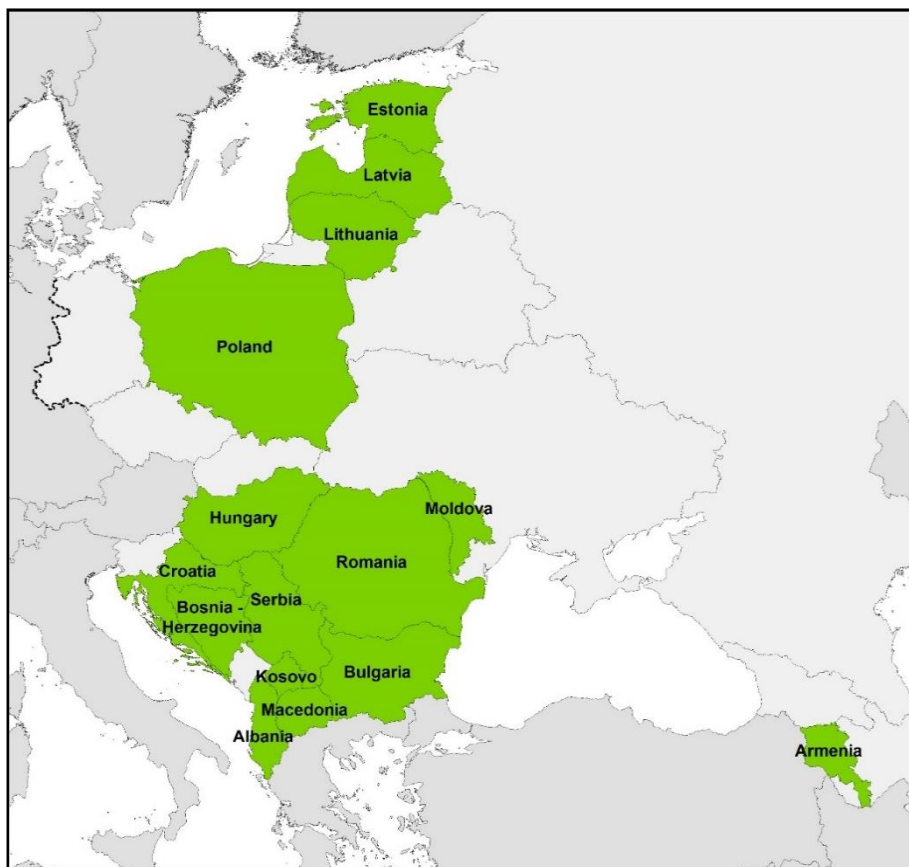 Estonia
Latvia
Lithuania
Poland
Moldova
Hungary
Romania
Croatia
Serbia
Bosnia -
Herzegovina
Kosovo
Bulgaria
Macedonia
Albania
Armenia